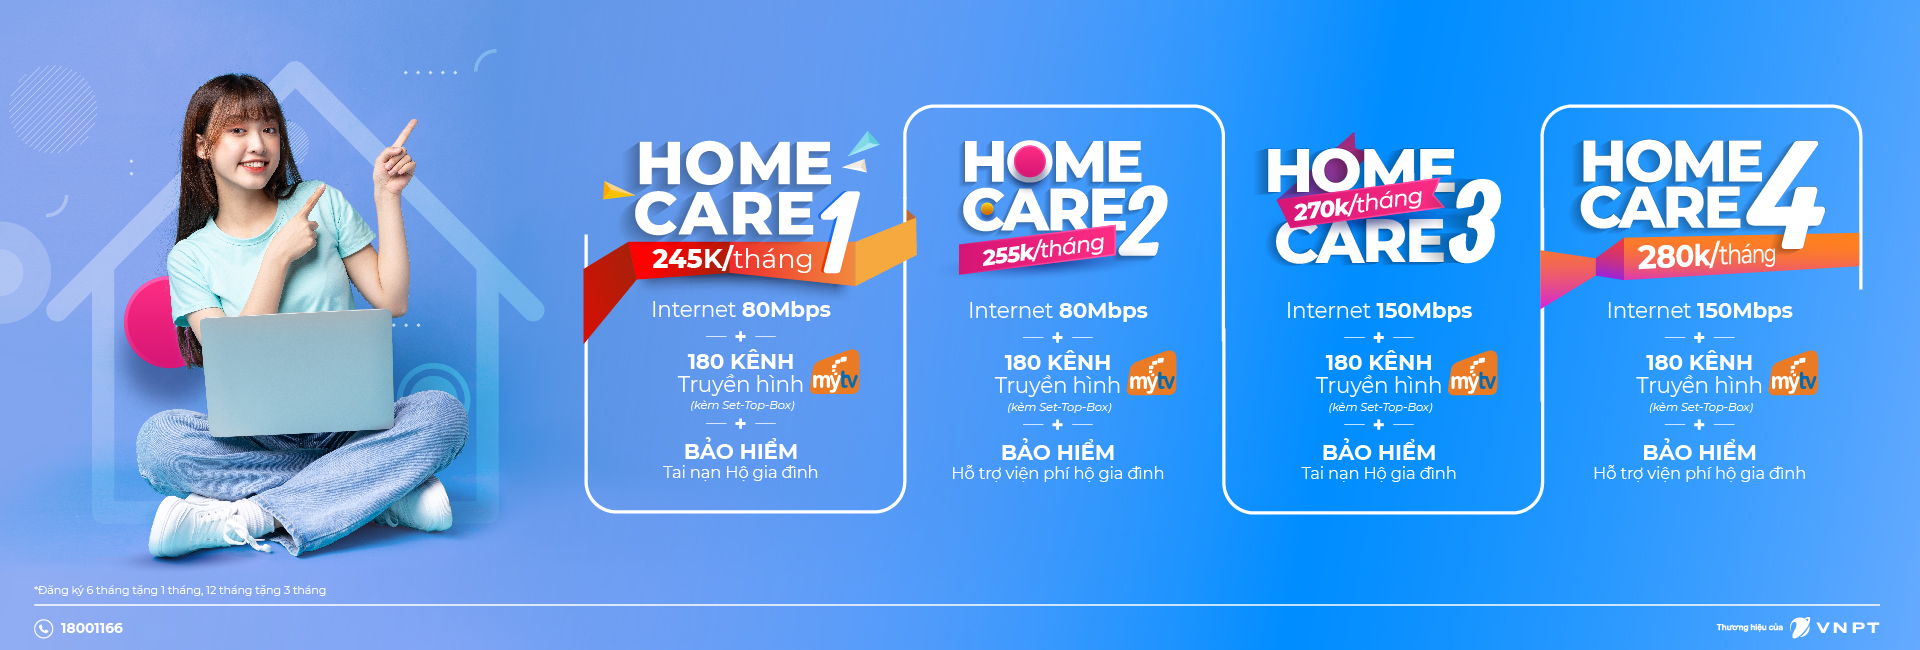 HOME
CARE 1
245K/tháng
Internet 80Mbps
+
180 KÊNH
Truyền hình
mytv
(kèm Set-Top-Box)
+
BẢO HIỂM
Tai nạn Hộ gia đình
HOME
CARE 2
255k/tháng
Internet 80Mbps
+
180 KÊNH
Truyền hình
mytv
(kèm Set-Top-Box)
+
BẢO HIỂM
Hỗ trợ viện phí hộ gia đình
HOME
270k/tháng
CARE 3
Internet 150Mbps
+
180 KÊNH
Truyền hình
mytv
(kèm Set-Top-Box)
+
BẢO HIỂM
Tai nạn Hộ gia đình
HOME
CARE 4
280k/tháng
Internet 150Mbps
+
180 KÊNH
Truyền hình
mytv
(kèm Set-Top-Box)
+
BẢO HIỂM
Hỗ trợ viện phí hộ gia đình
*Đăng ký 6 tháng tặng 1 tháng, 12 tháng tặng 3 tháng
18001166
Thương hiệu của VNPT